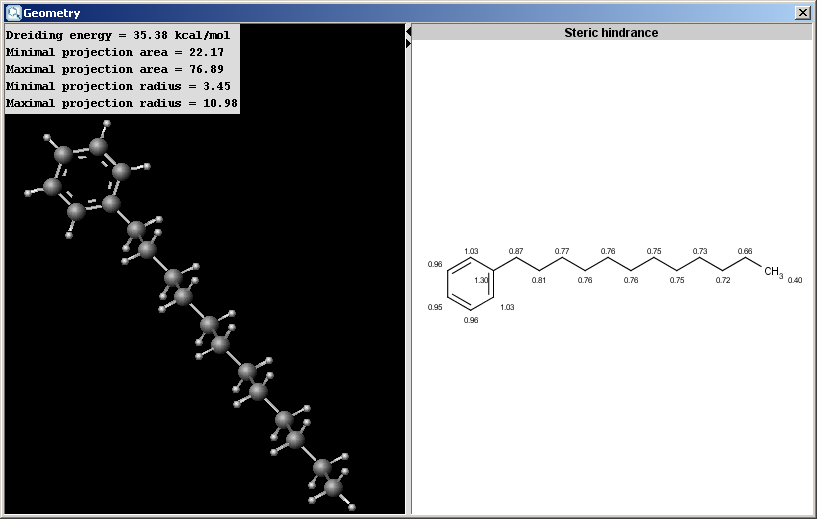 Geometry
Dreiding energy = 35.38 kcal/mol
Minimal projection area = 22.17
Maximal projection area = 76.89
Minimal projection radius = 3.45
Maximal projection radius = 10.98
Steric hindrance
1.03 0.87 0.77 0.76 0.75 0.73 0.66
0.96 CH3
1.30 0.81 0.76 0.76 0.75 0.72 0.40
0.95 1.03
0.96